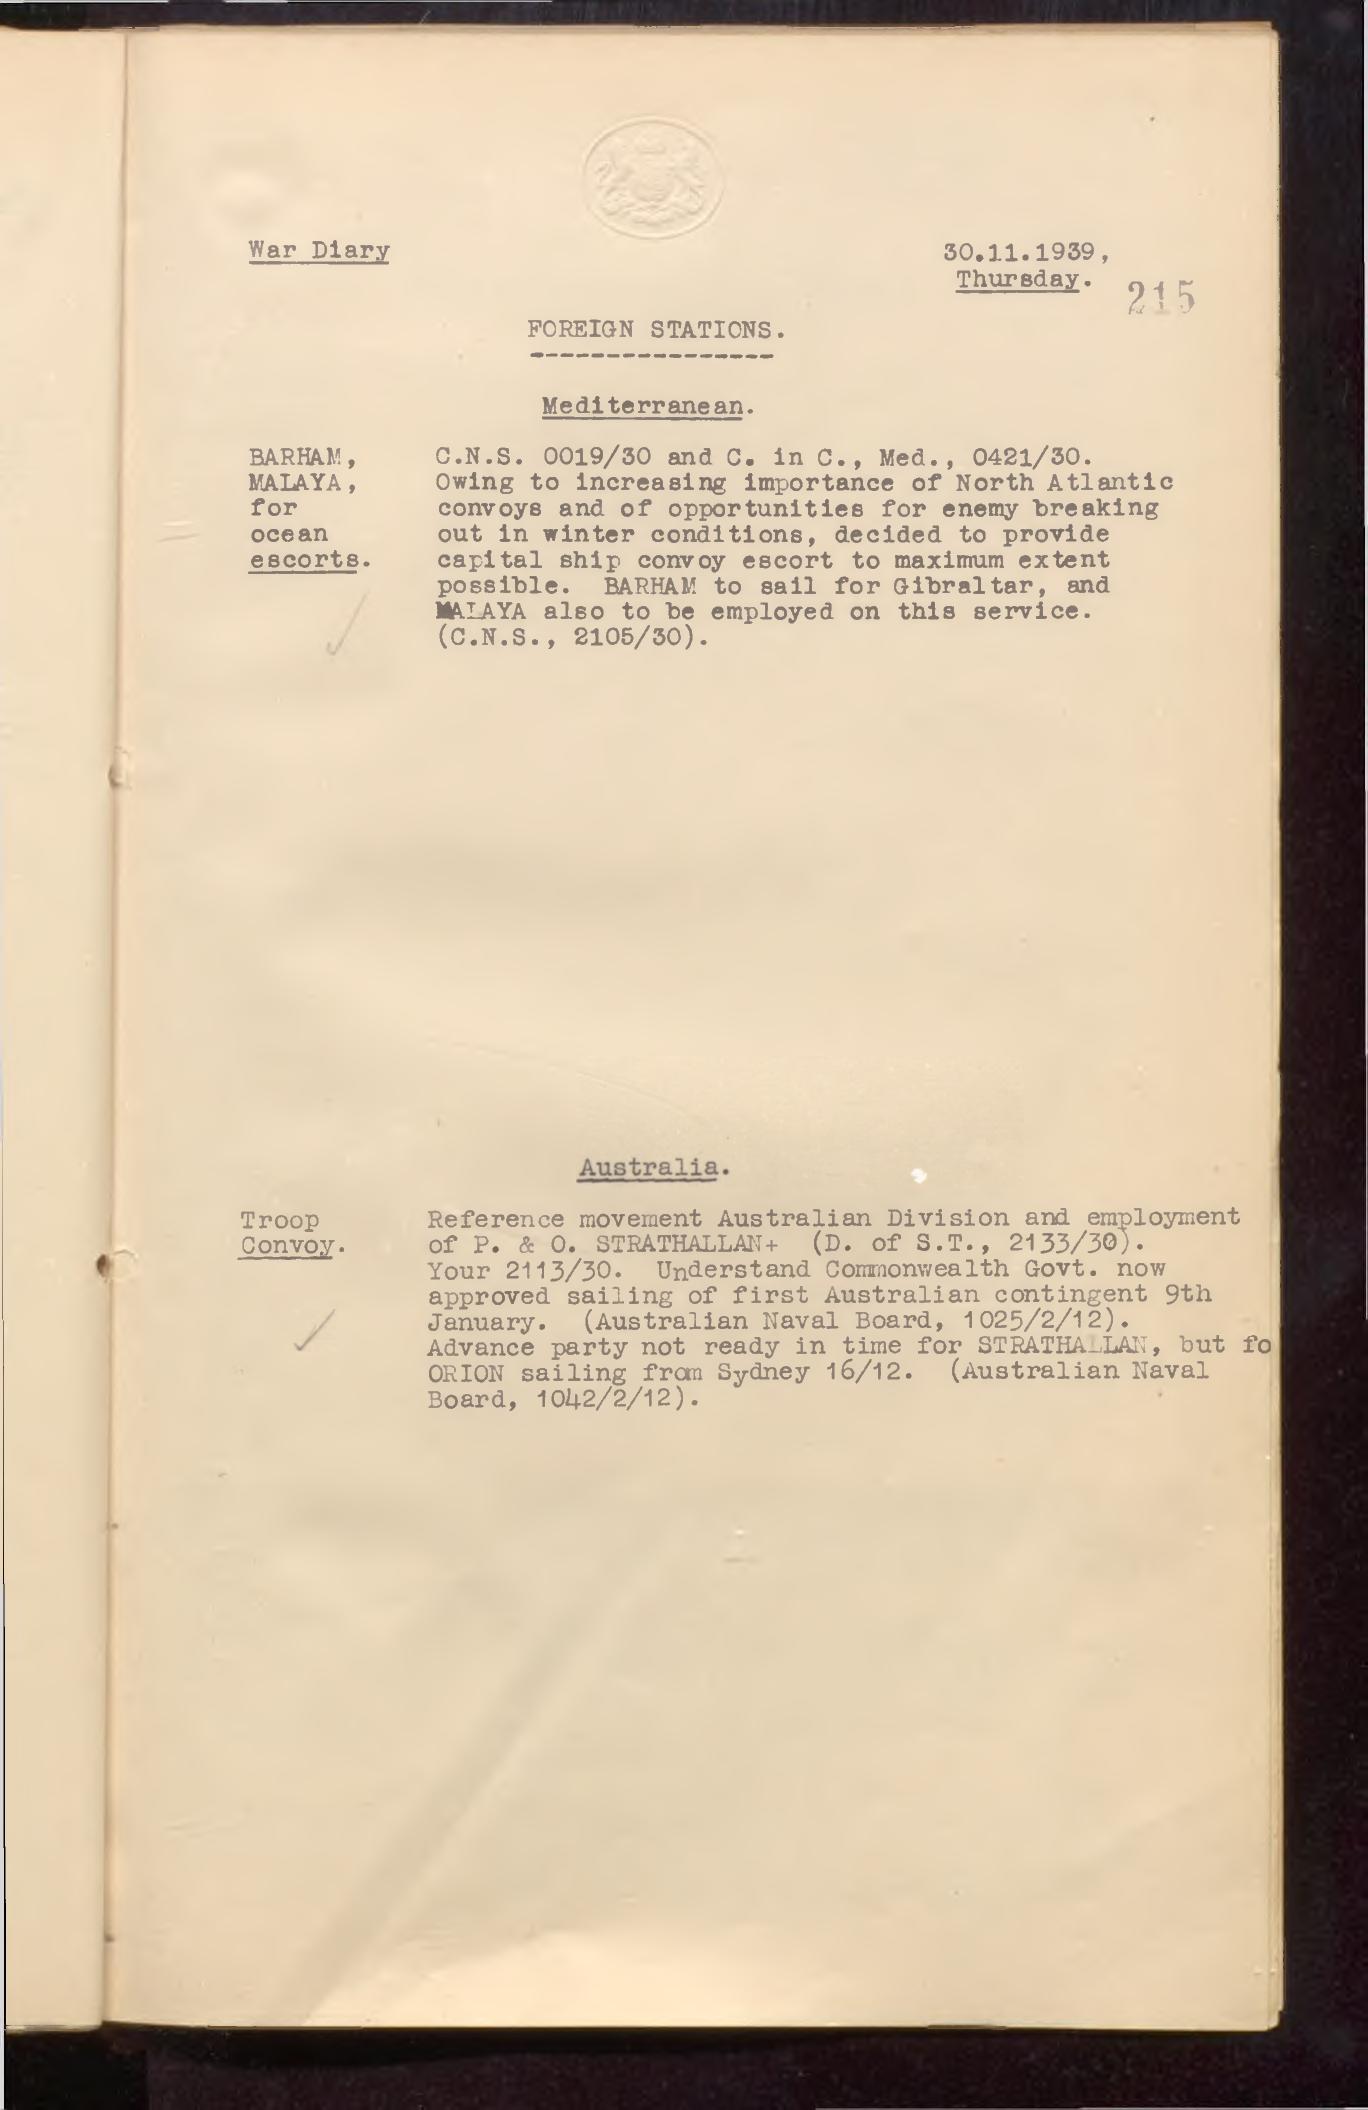 War Diary
30.11.1939,
Thursday.
215
FOREIGN STATIONS.
-----------------
Mediterranean.
BARHAM,
MALAYA,
for
ocean
escorts.
C.N.S. 0019/30 and C. in C., Med., 0421/30.
Owing to increasing importance of North Atlantic
convoys and of opportunities for enemy breaking
out in winter conditions, decided to provide
capital ship convoy escort to maximum extent
possible. BARHAM to sail for Gibraltar, and
MALAYA also to be employed on this service.
(C.N.S., 2105/30).
Australia.
Troop
Convoy.
Reference movement Australian Division and employment
of P. & O. STRATHALLAN+ (D. of S.T., 2133/30).
Your 2113/30. Understand Commonwealth Govt. now
approved sailing of first Australian contingent 9th
January. (Australian Naval Board, 1025/2/12).
Advance party not ready in time for STRATHALLAN, but fo
ORION sailing from Sydney 16/12. (Australian Naval
Board, 1042/2/12).